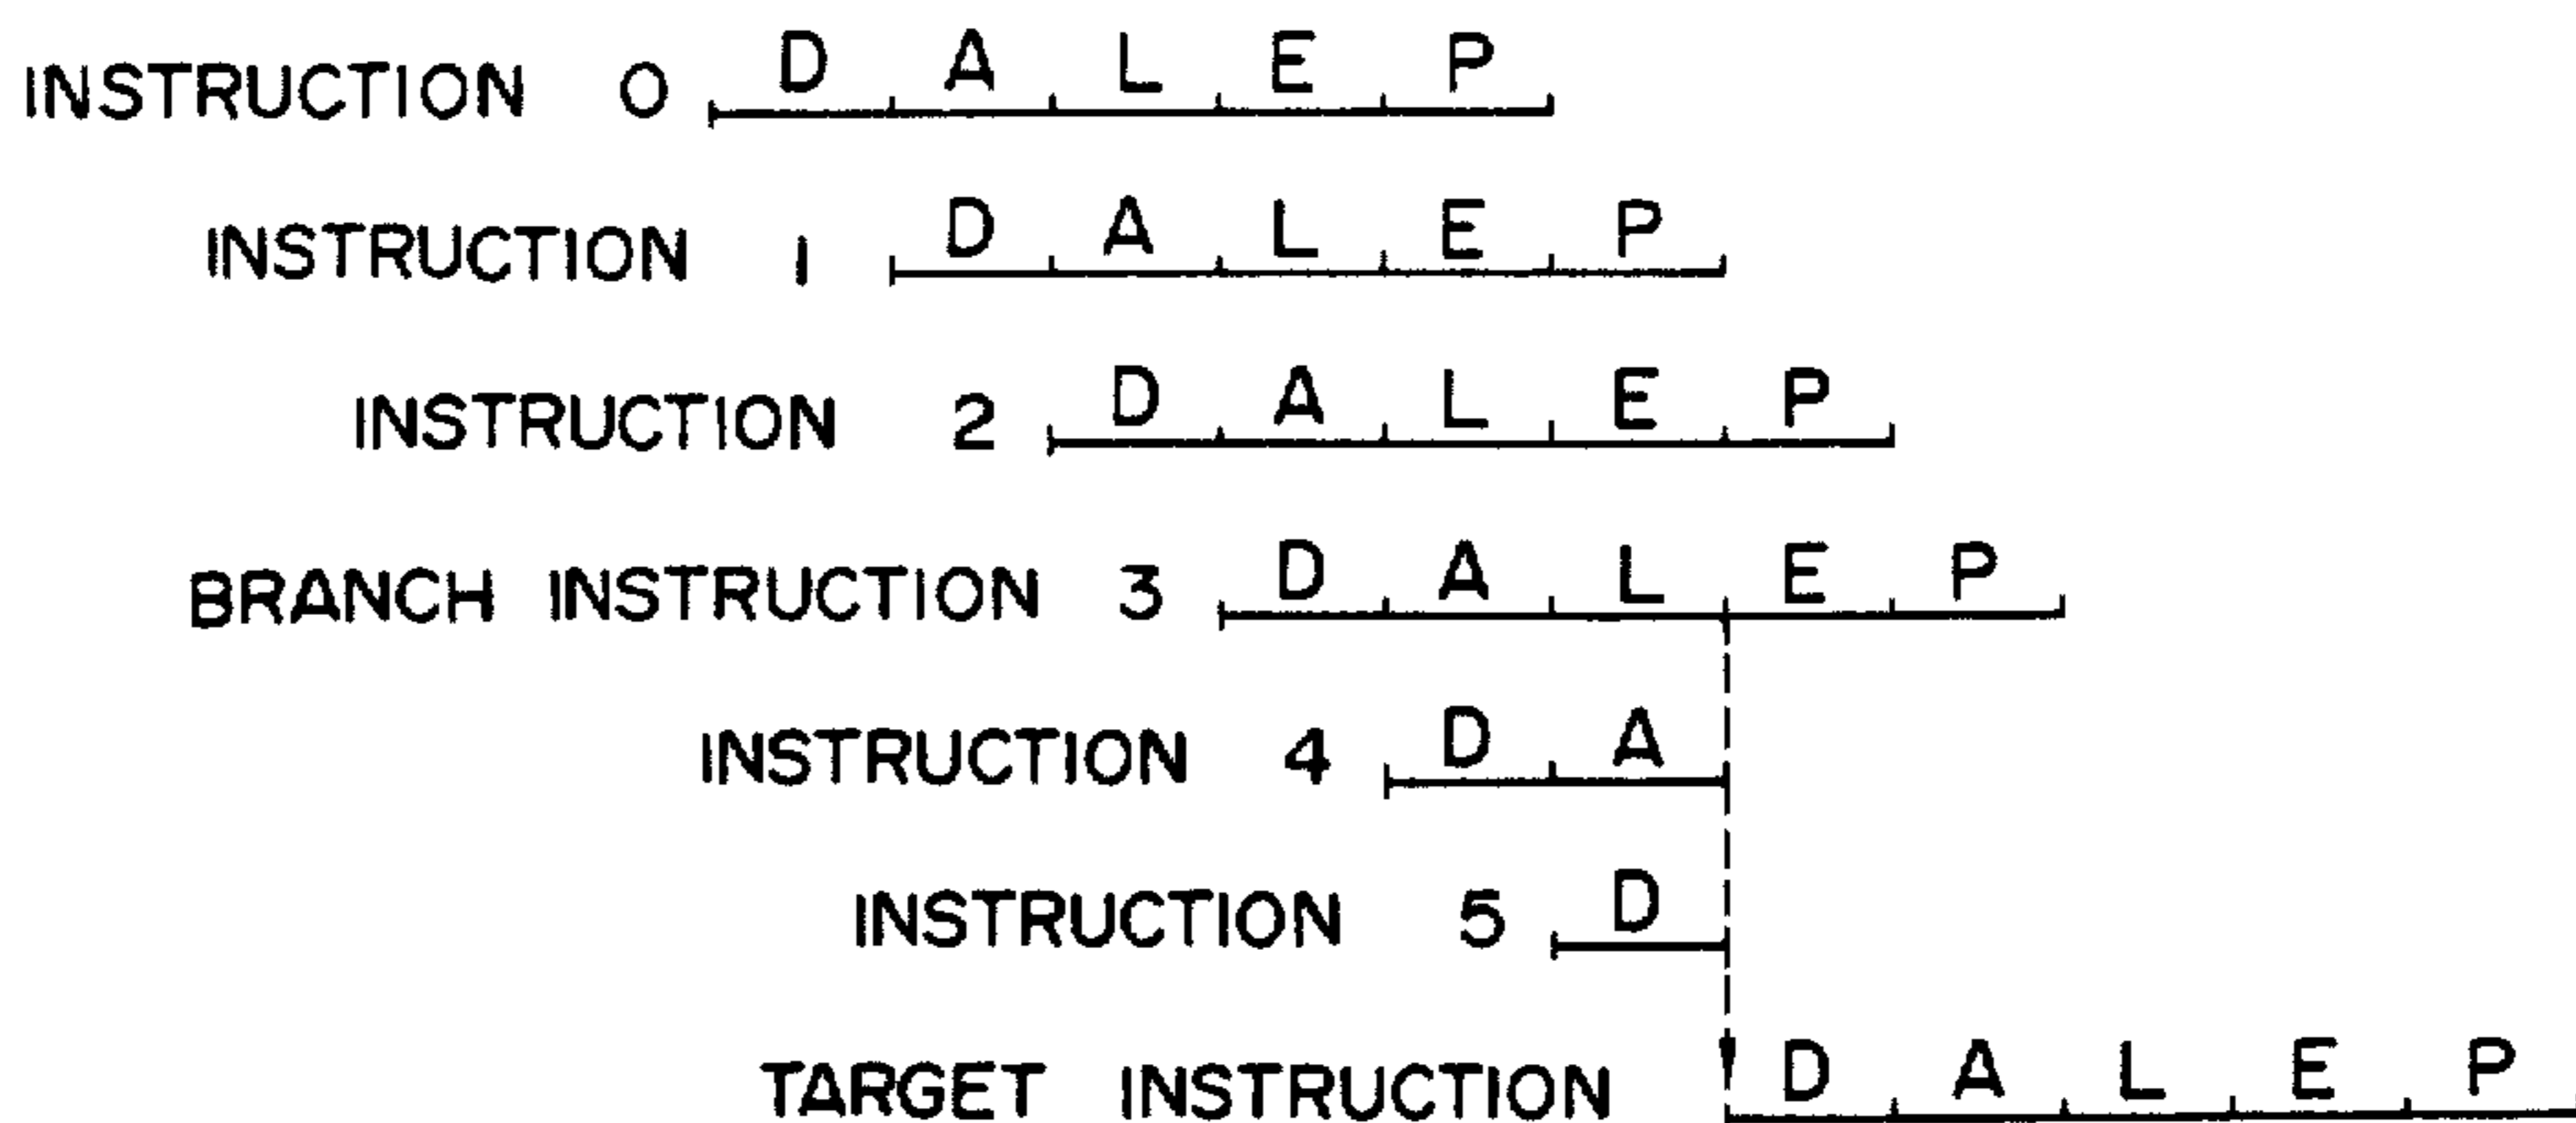 INSTRUCTION 0 D A L E P
INSTRUCTION 1 D A L E P
INSTRUCTION 2 D A L E P
BRANCH INSTRUCTION 3 D A L E P
INSTRUCTION 4 D A
INSTRUCTION 5 D
TARGET INSTRUCTION D A L E P